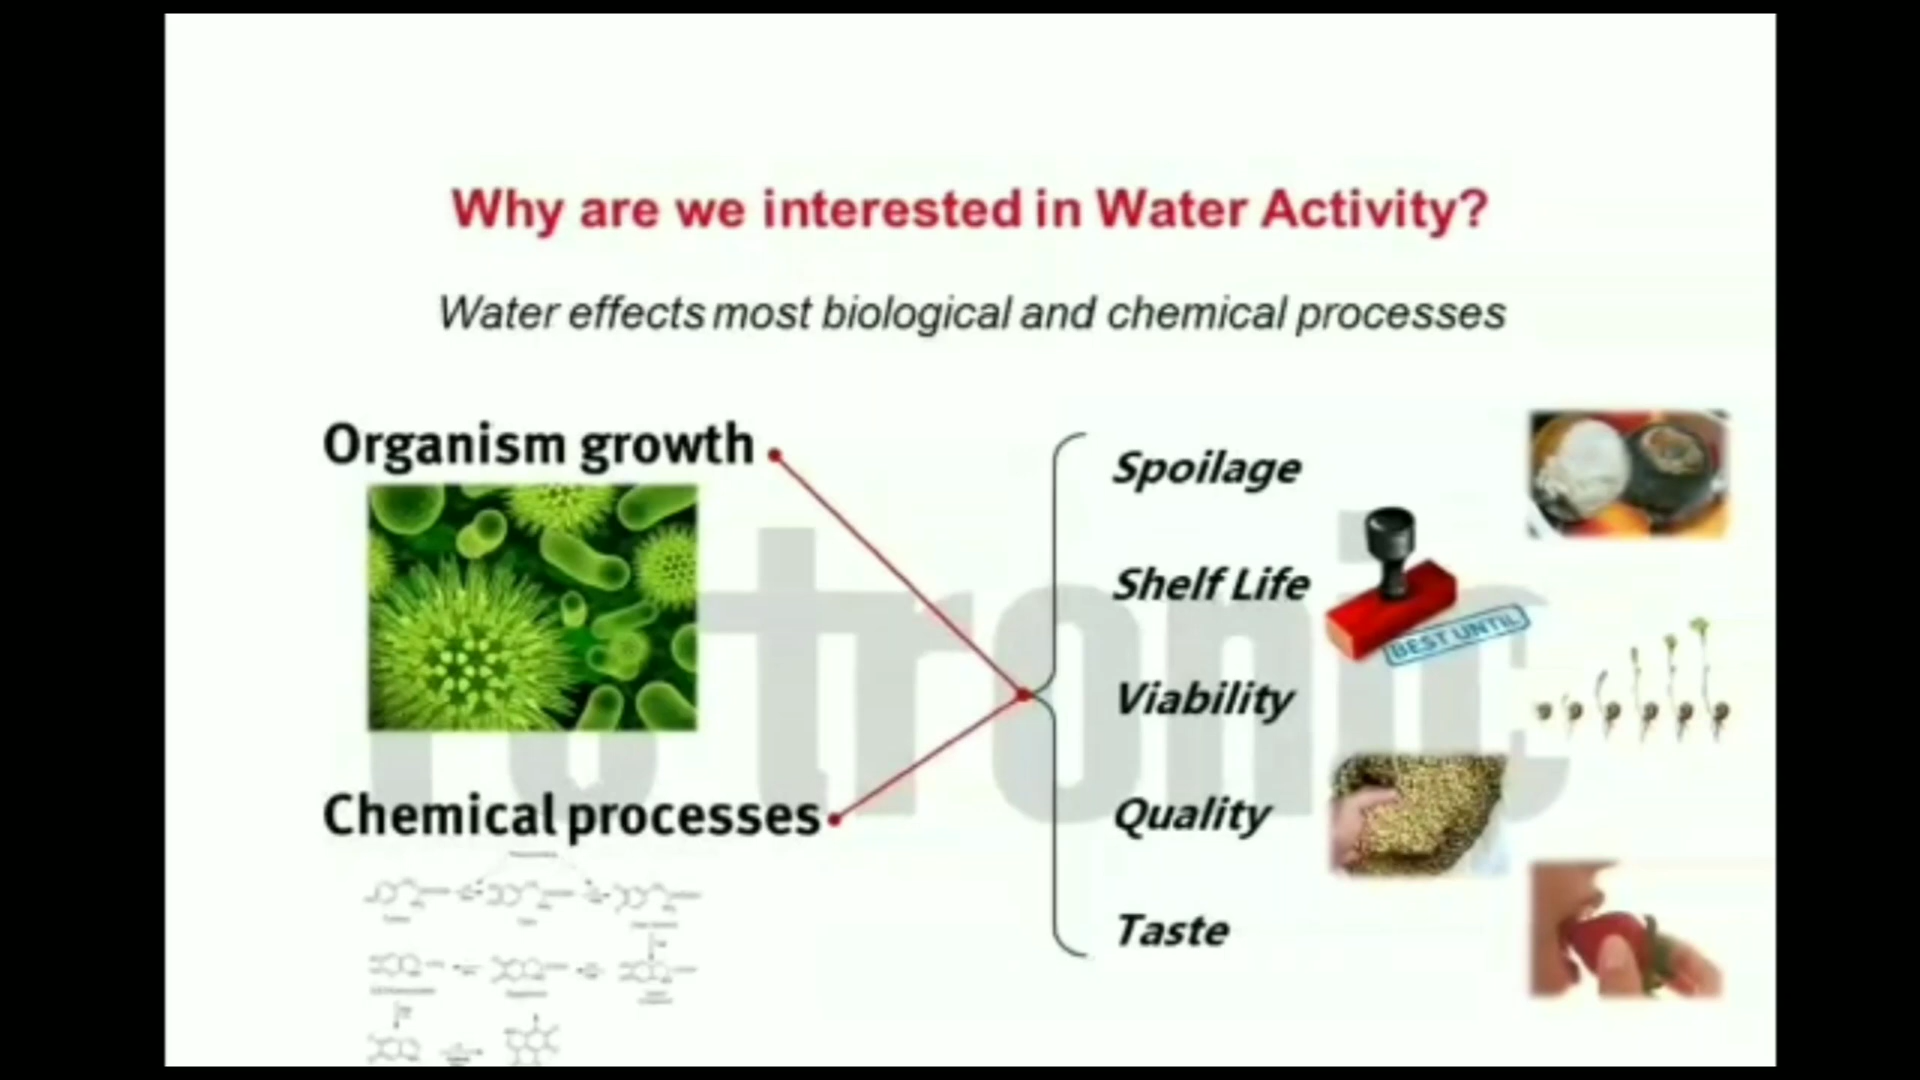 Why are we interested in Water Activity?
Water effects most biological and chemical processes
Organism growth
Chemical processes
Spoilage
Shelf Life
BEST UNTIL
Viability
Quality
Taste
rotronic